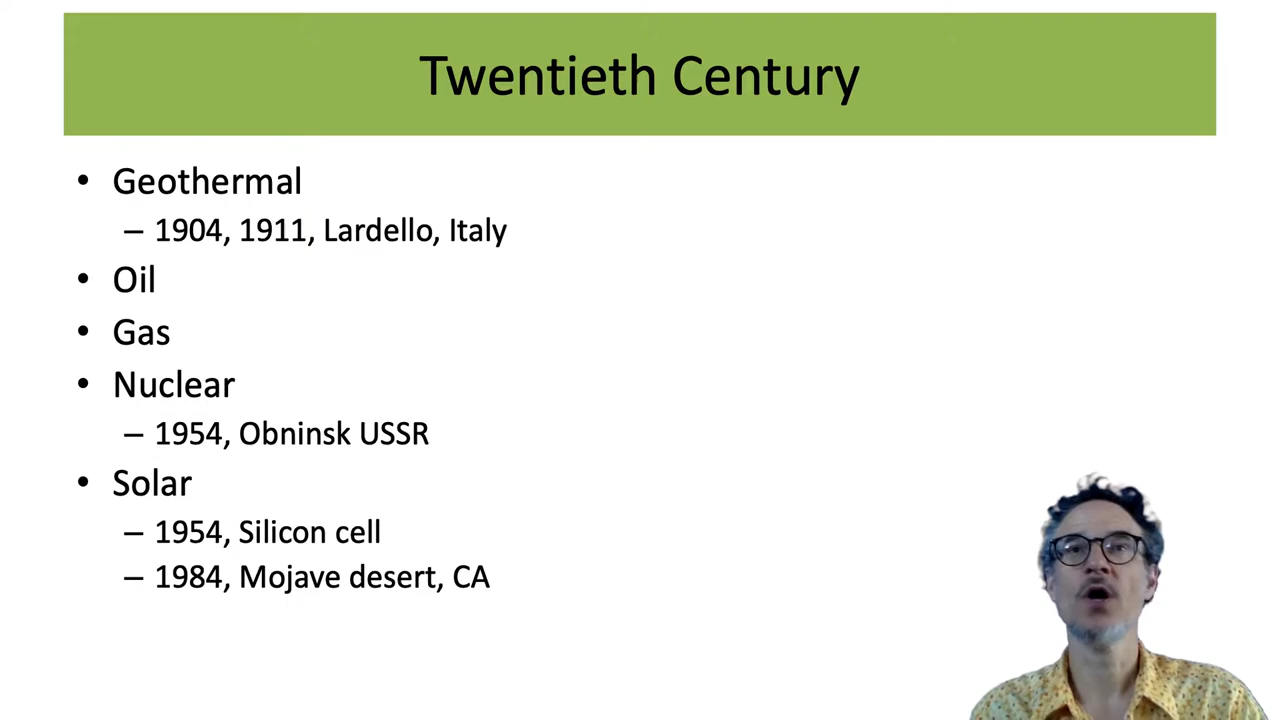 Twentieth Century
• Geothermal
– 1904, 1911, Lardello, Italy
• Oil
• Gas
• Nuclear
– 1954, Obninsk USSR
• Solar
– 1954, Silicon cell
– 1984, Mojave desert, CA